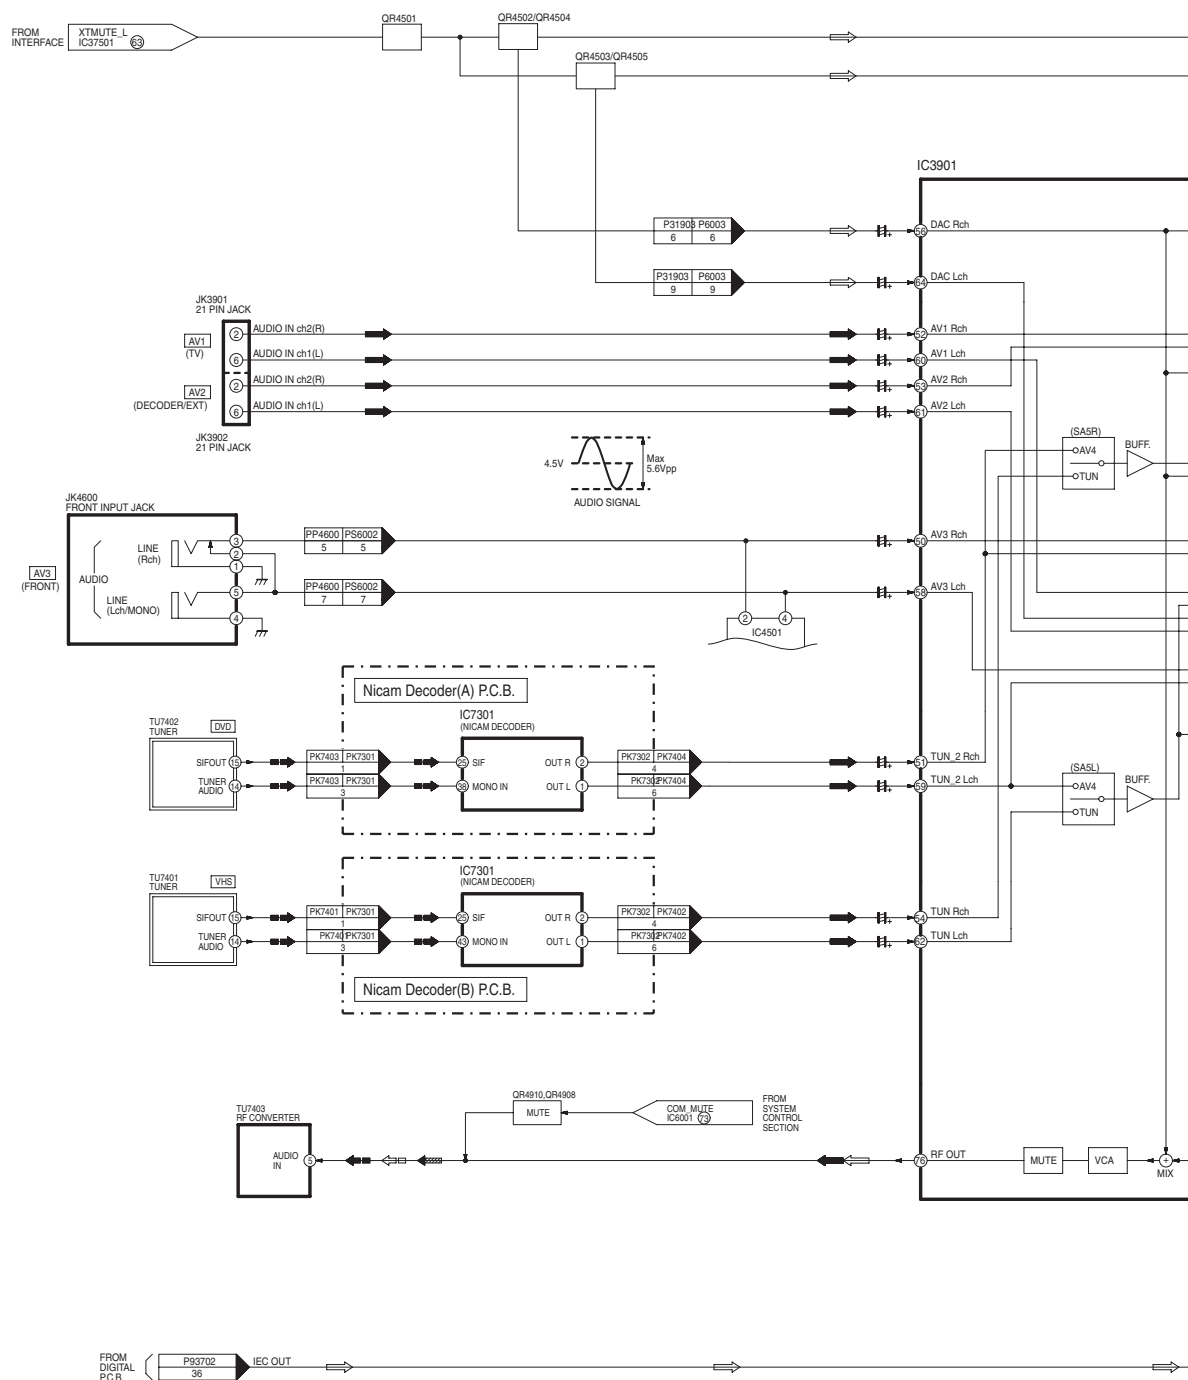 FROM
INTERFACE
XTMUTE_L
IC37501 63
QR4501
QR4502/QR4504
QR4503/QR4505
IC3901
P31903 P6003
6 6
56 DAC Rch
P31903 P6003
9 9
64 DAC Lch
JK3901
21 PIN JACK
AV1
(TV)
2 AUDIO IN ch2(R)
52 AV1 Rch
6 AUDIO IN ch1(L)
60 AV1 Lch
AV2
(DECODER/EXT)
2 AUDIO IN ch2(R)
53 AV2 Rch
6 AUDIO IN ch1(L)
61 AV2 Lch
JK3902
21 PIN JACK
4.5V
Max
5.6Vpp
AUDIO SIGNAL
(SA5R)
AV4
TUN
BUFF.
JK4600
FRONT INPUT JACK
AV3
(FRONT)
AUDIO
LINE
(Rch)
LINE
(Lch/MONO)
3
2
1
5
4
PP4600 PS6002
5 5
PP4600 PS6002
7 7
50 AV3 Rch
58 AV3 Lch
2 4
IC4501
Nicam Decoder(A) P.C.B.
TU7402
TUNER
DVD
SIFOUT 15
TUNER
AUDIO 14
PK7403 PK7301
1
PK7403 PK7301
3
IC7301
(NICAM DECODER)
25 SIF
38 MONO IN
OUT R 2
OUT L 1
PK7302 PK7404
4
PK7302 PK7404
6
51 TUN_2 Rch
59 TUN_2 Lch
(SA5L)
AV4
TUN
BUFF.
TU7401
TUNER
VHS
SIFOUT 15
TUNER
AUDIO 14
PK7401 PK7301
1
PK7401 PK7301
3
IC7301
(NICAM DECODER)
25 SIF
43 MONO IN
OUT R 2
OUT L 1
PK7302 PK7402
4
PK7302 PK7402
6
54 TUN Rch
62 TUN Lch
Nicam Decoder(B) P.C.B.
QR4910,QR4908
MUTE
COM_MUTE
IC6001 73
FROM
SYSTEM
CONTROL
SECTION
TU7403
RF CONVERTER
AUDIO
IN 5
76 RF OUT
MUTE
VCA
+
MIX
FROM
DIGITAL
P.C.B.
P93702
36
IEC OUT